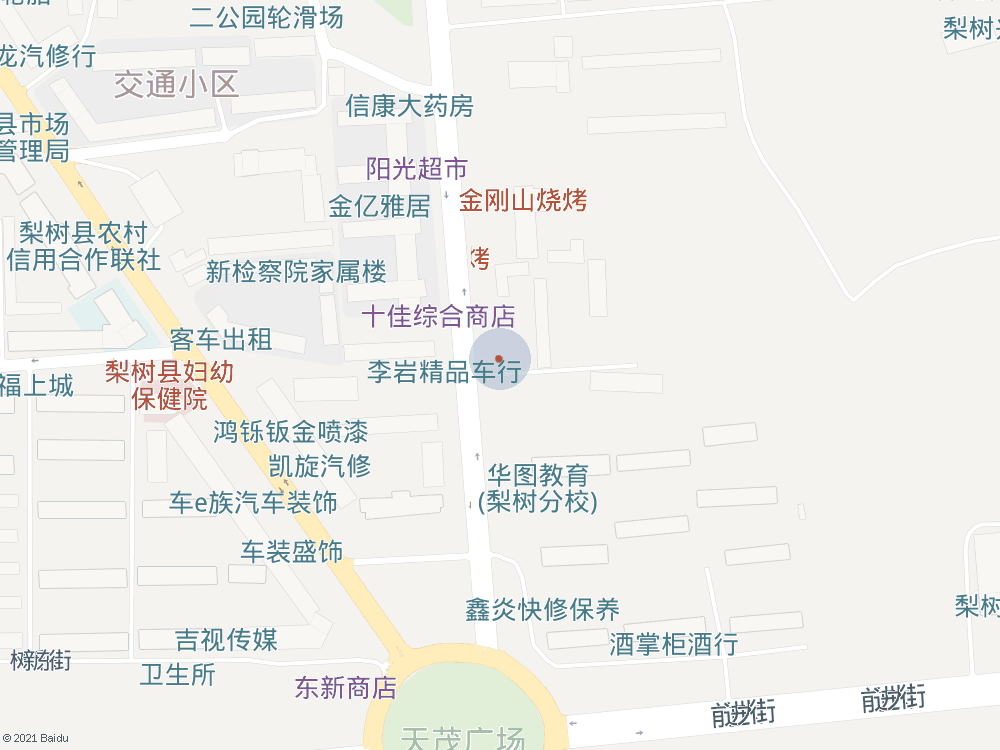 二公园轮滑场
梨树
龙汽修行
交通小区
信康大药房
县市场
管理局
阳光超市
金刚山烧烤
金亿雅居
梨树县农村
信用合作联社
烤
新检察院家属楼
十佳综合商店
客车出租
李岩精品车行
梨树县妇幼
保健院
福上城
鸿铄钣金喷漆
凯旋汽修
华图教育
(梨树分校)
车e族汽车装饰
车装盛饰
鑫炎快修保养
梨树
吉视传媒
酒掌柜酒行
卫生所
东新商店
天茂广场
© 2021 Baidu